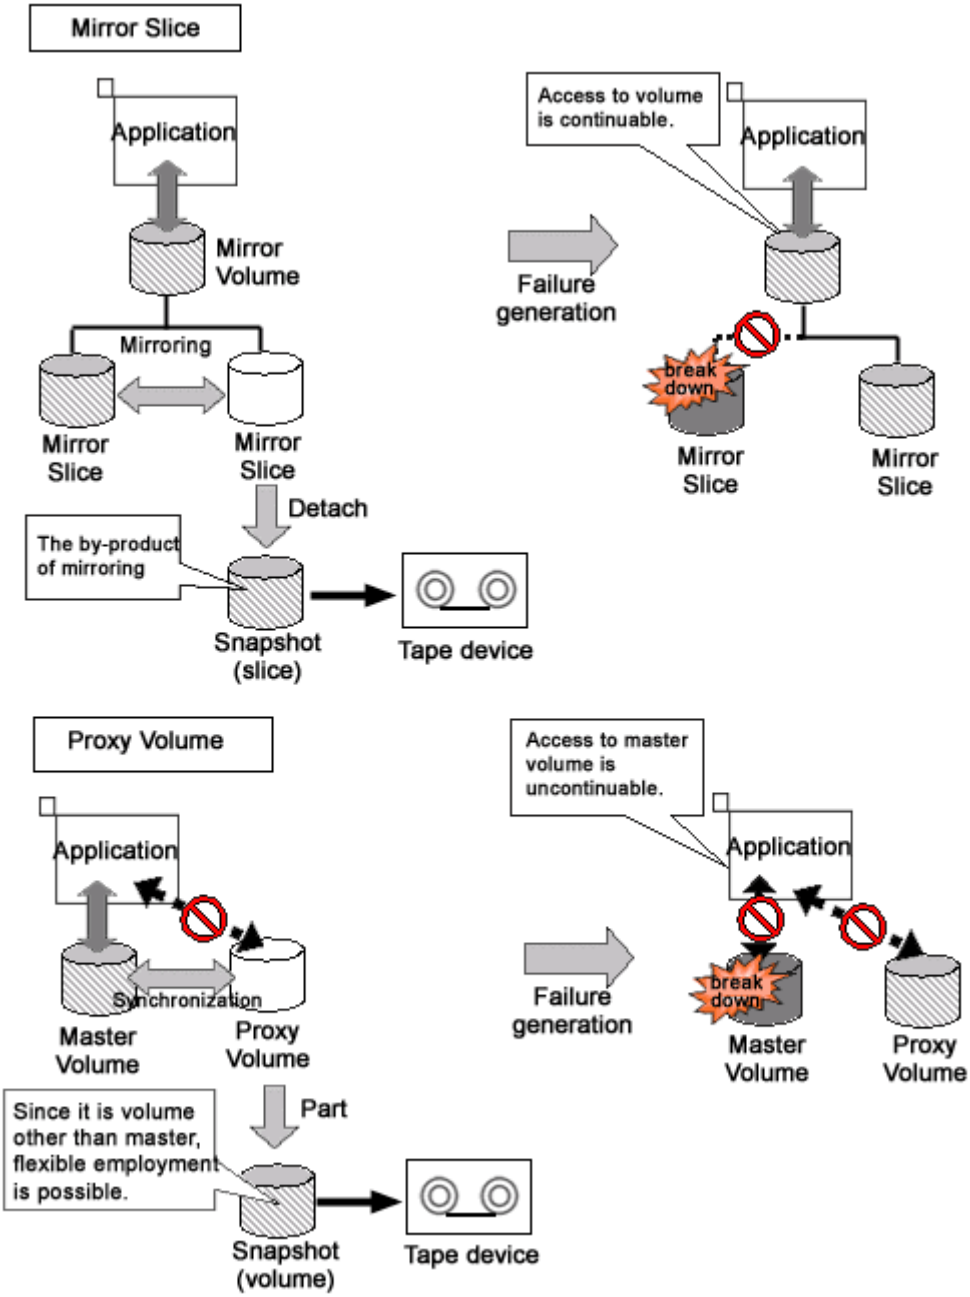 Mirror Slice
Application
Mirror
Volume
Mirroring
Mirror
Slice
Mirror
Slice
Detach
The by-product
of mirroring
Snapshot
(slice)
Tape device
Failure
generation
Access to volume
is continuable.
Application
break
down
Mirror
Slice
Mirror
Slice
Proxy Volume
Application
Synchronization
Master
Volume
Proxy
Volume
Part
Since it is volume
other than master,
flexible employment
is possible.
Snapshot
(volume)
Tape device
Failure
generation
Access to master
volume is
uncontinuable.
Application
break
down
Master
Volume
Proxy
Volume